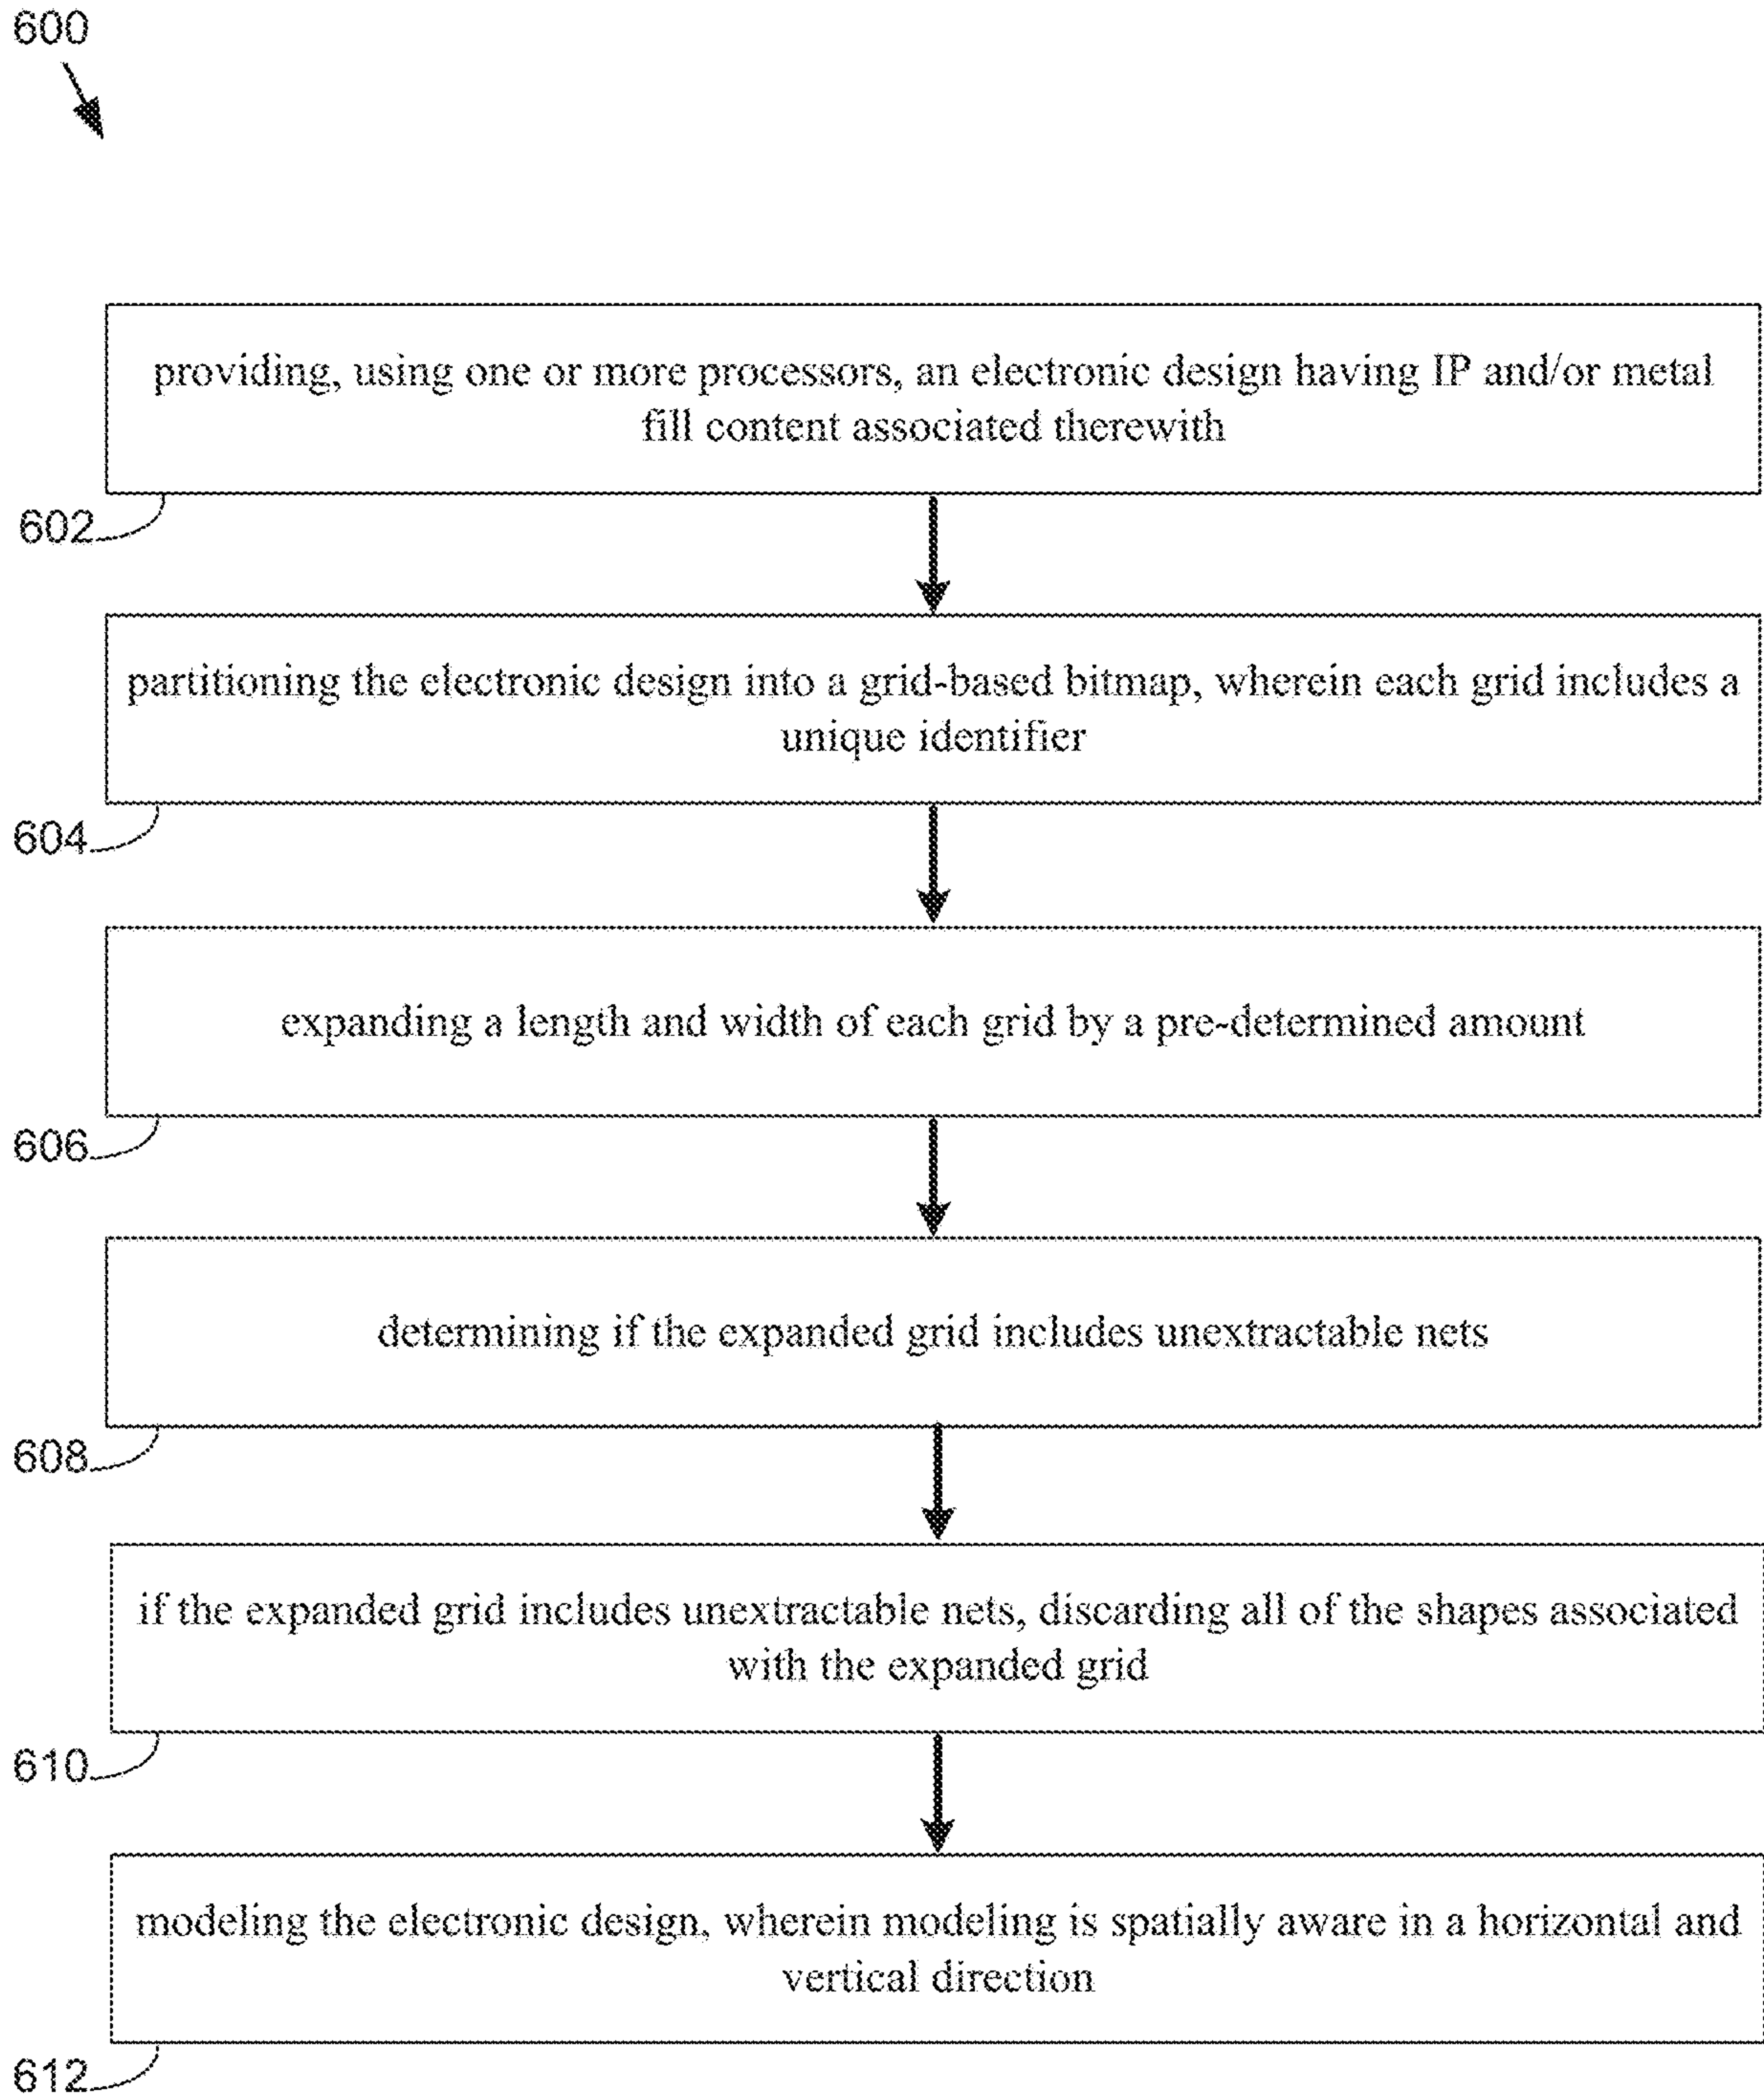 600
providing, using one or more processors, an electronic design having IP and/or metal
fill content associated therewith
602
partitioning the electronic design into a grid-based bitmap, wherein each grid includes a
unique identifier
604
expanding a length and width of each grid by a pre-determined amount
606
determining if the expanded grid includes unextractable nets
608
if the expanded grid includes unextractable nets, discarding all of the shapes associated
with the expanded grid
610
modeling the electronic design, wherein modeling is spatially aware in a horizontal and
vertical direction
612